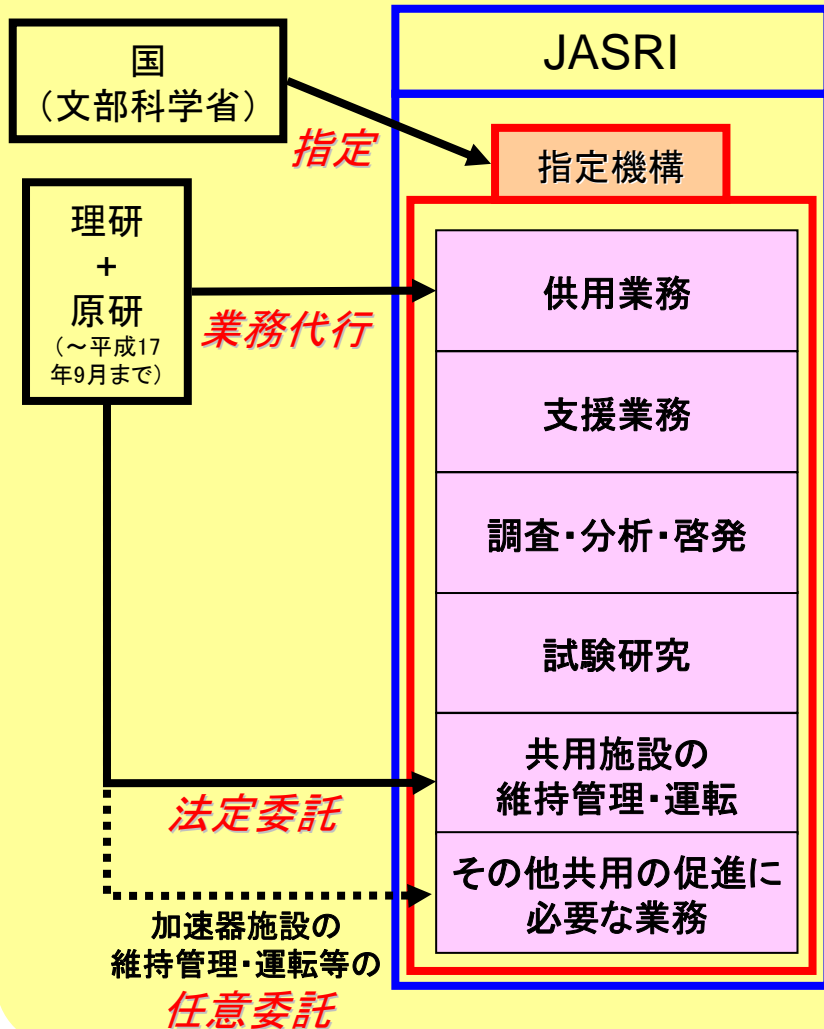 国
（文部科学省）
JASRI
指定
指定機構
理研
+
原研
（～平成17
年9月まで）
業務代行
供用業務
支援業務
調査・分析・啓発
試験研究
共用施設の
維持管理・運転
法定委託
その他共用の促進に
必要な業務
加速器施設の
維持管理・運転等の
任意委託